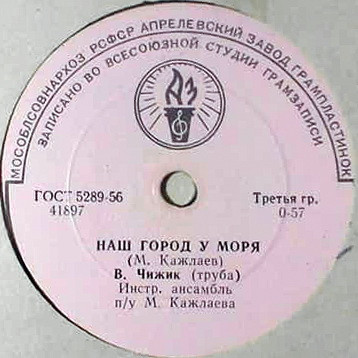 МОСОБЛСОВНАРХОЗ РСФСР АПРЕЛЕВСКИЙ ЗАВОД ГРАМПЛАСТИНОК
ЗАПИСАНО ВО ВСЕСОЮЗНОЙ СТУДИИ ГРАМЗАПИСИ
АЗ
ГОСТ 5289-56
41897
Третья гр.
0-57
НАШ ГОРОД У МОРЯ
(М. Кажлаев)
В. Чижик (труба)
Инстр. ансамбль
п/у М. Кажлаева